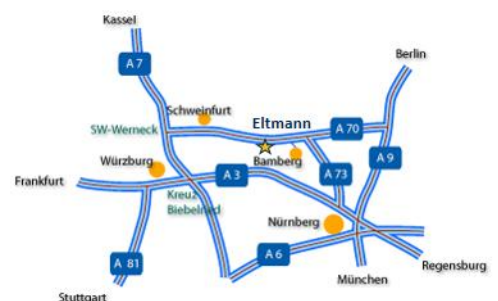 Kassel
Berlin
A 7
Schweinfurt
Eltmann
A 70
SW-Werneck
A 9
Würzburg
Bamberg
A 3
A 73
Frankfurt
Kreuz
Biebelried
Nürnberg
A 6
A 81
Regensburg
München
Stuttgart